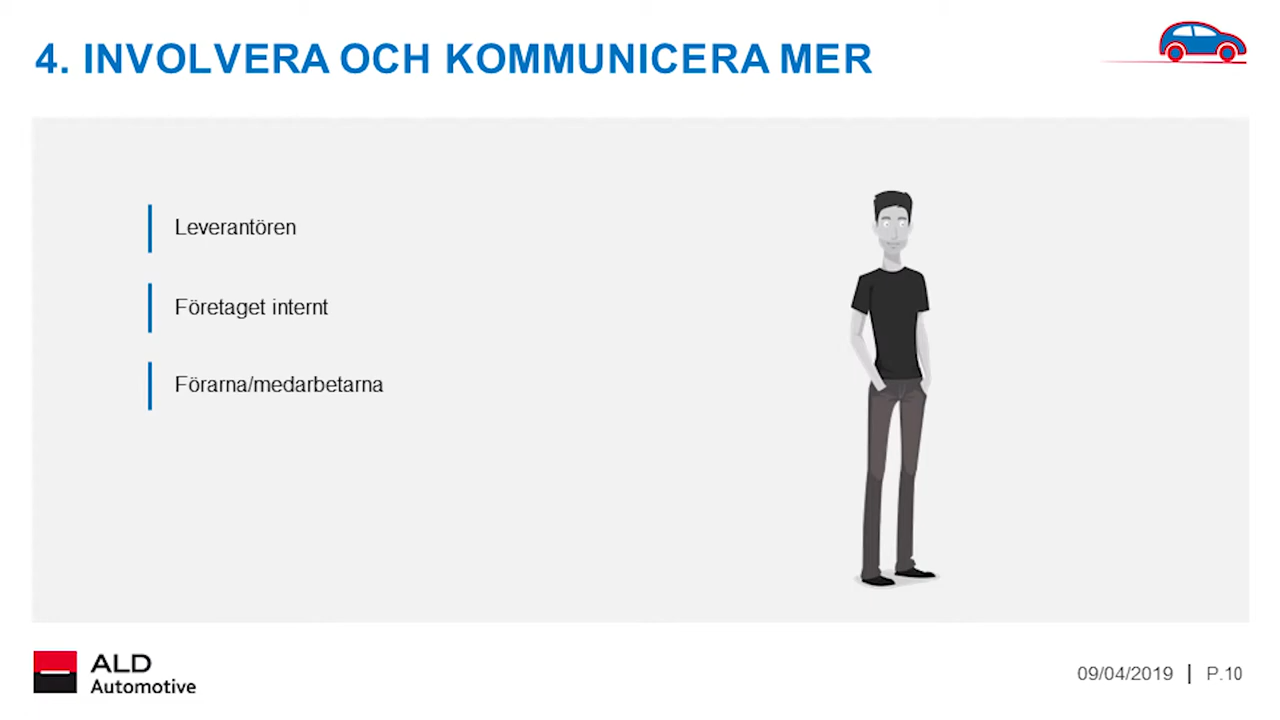 4. INVOLVERA OCH KOMMUNICERA MER
Leverantören
Företaget internt
Förarna/medarbetarna
ALD
Automotive
09/04/2019 | P.10